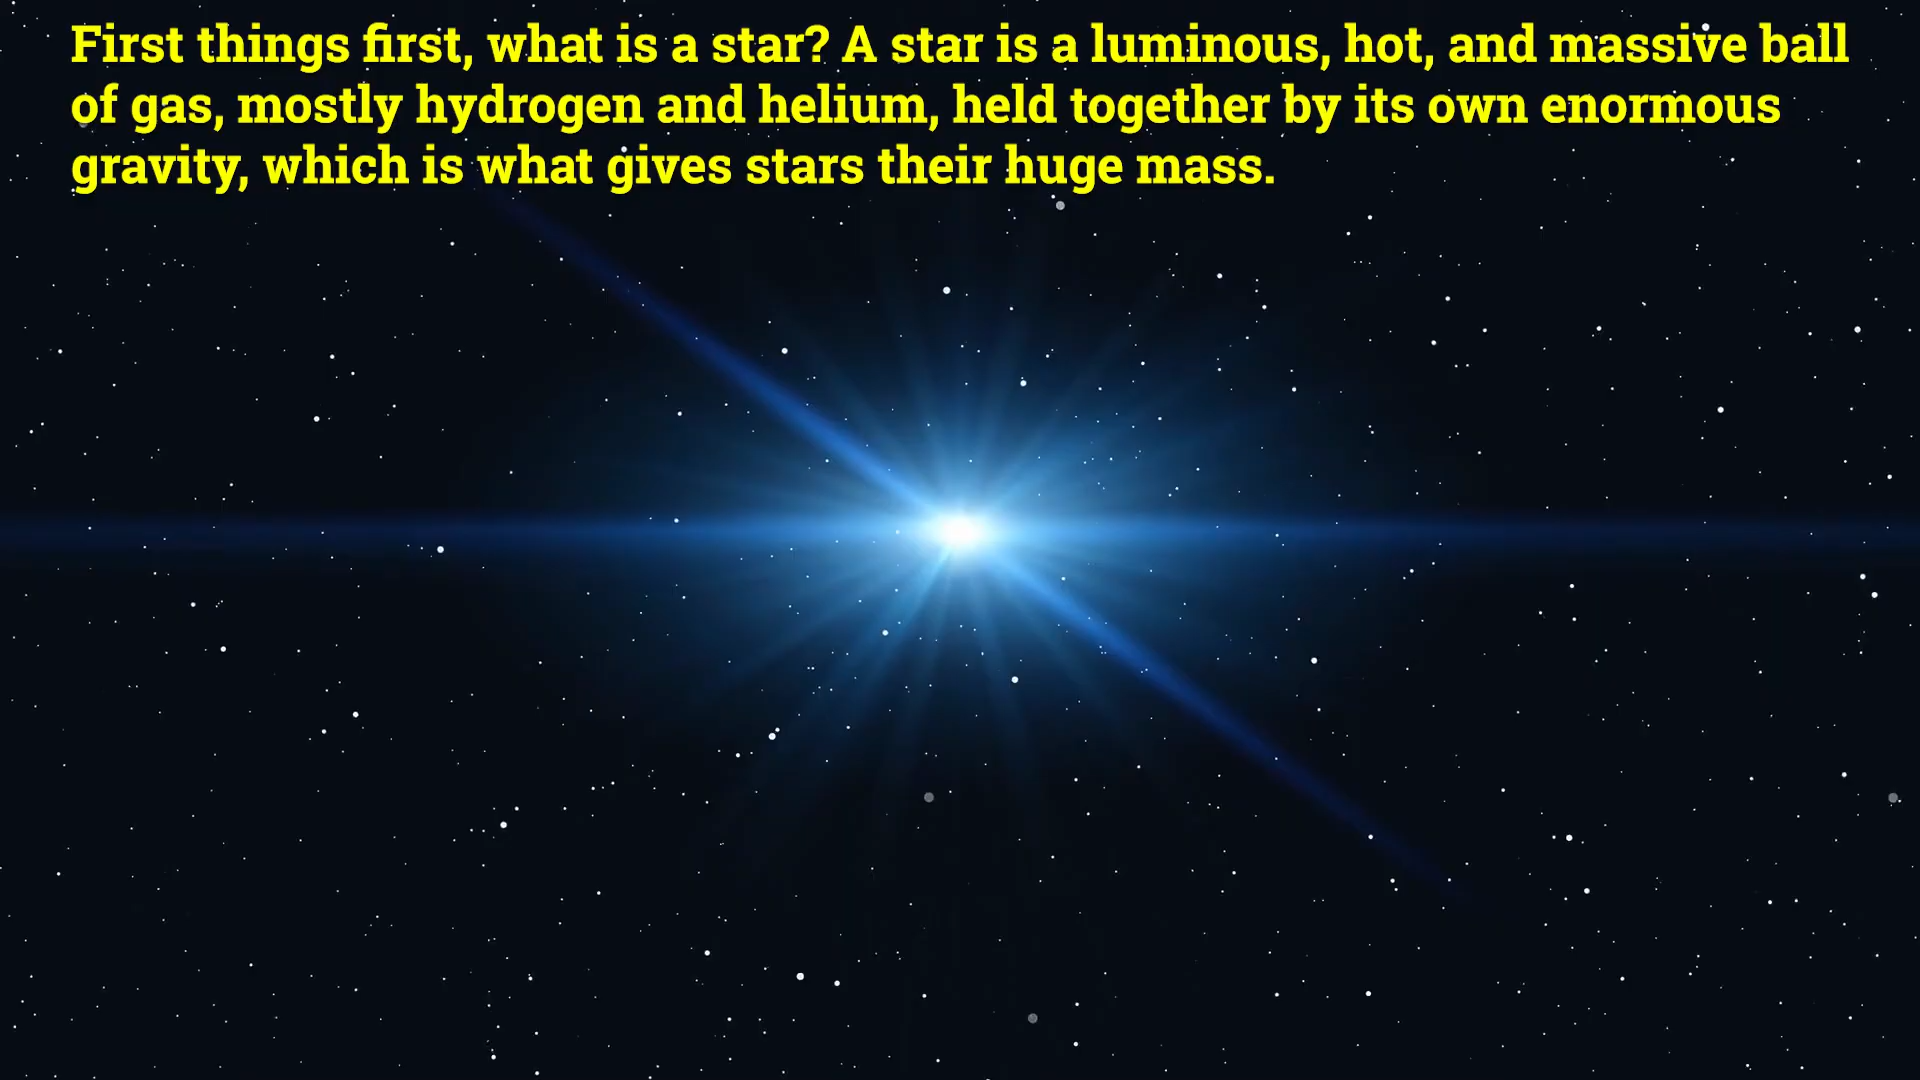 First things first, what is a star? A star is a luminous, hot, and massive ball
of gas, mostly hydrogen and helium, held together by its own enormous
gravity, which is what gives stars their huge mass.